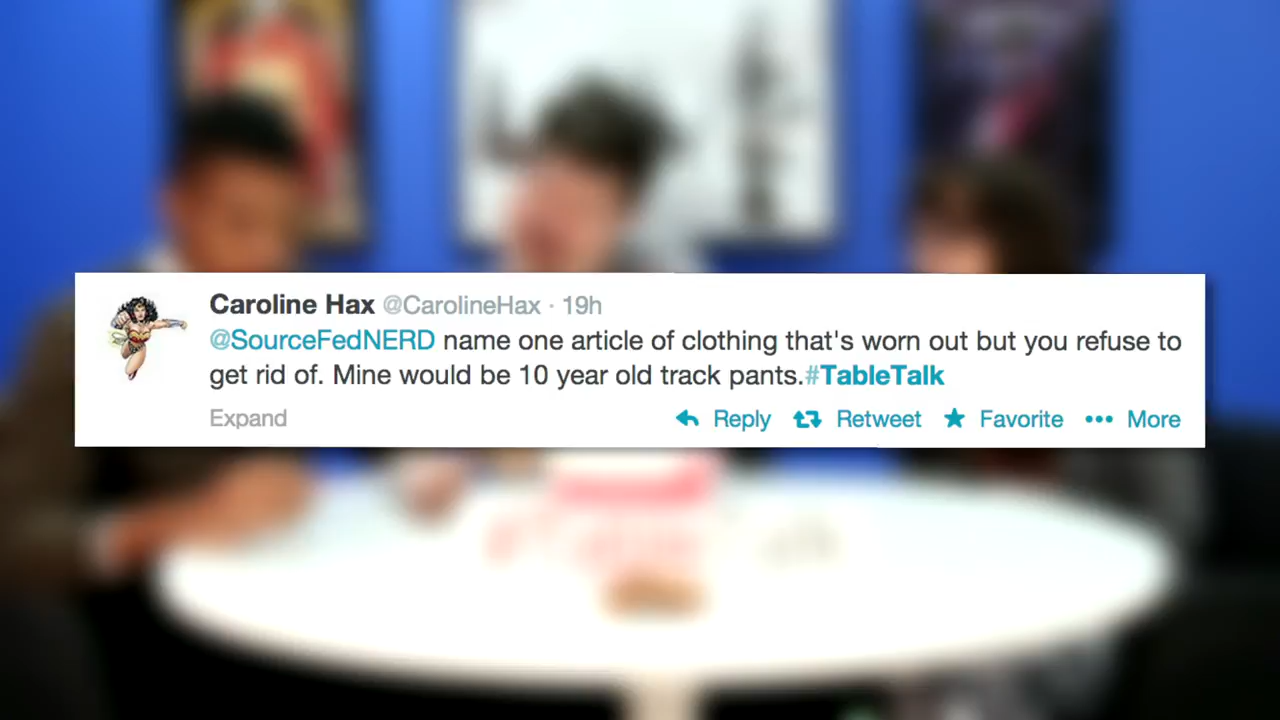 Caroline Hax @CarolineHax · 19h
@SourceFedNERD name one article of clothing that's worn out but you refuse to
get rid of. Mine would be 10 year old track pants.#TableTalk
Expand
Reply Retweet Favorite More